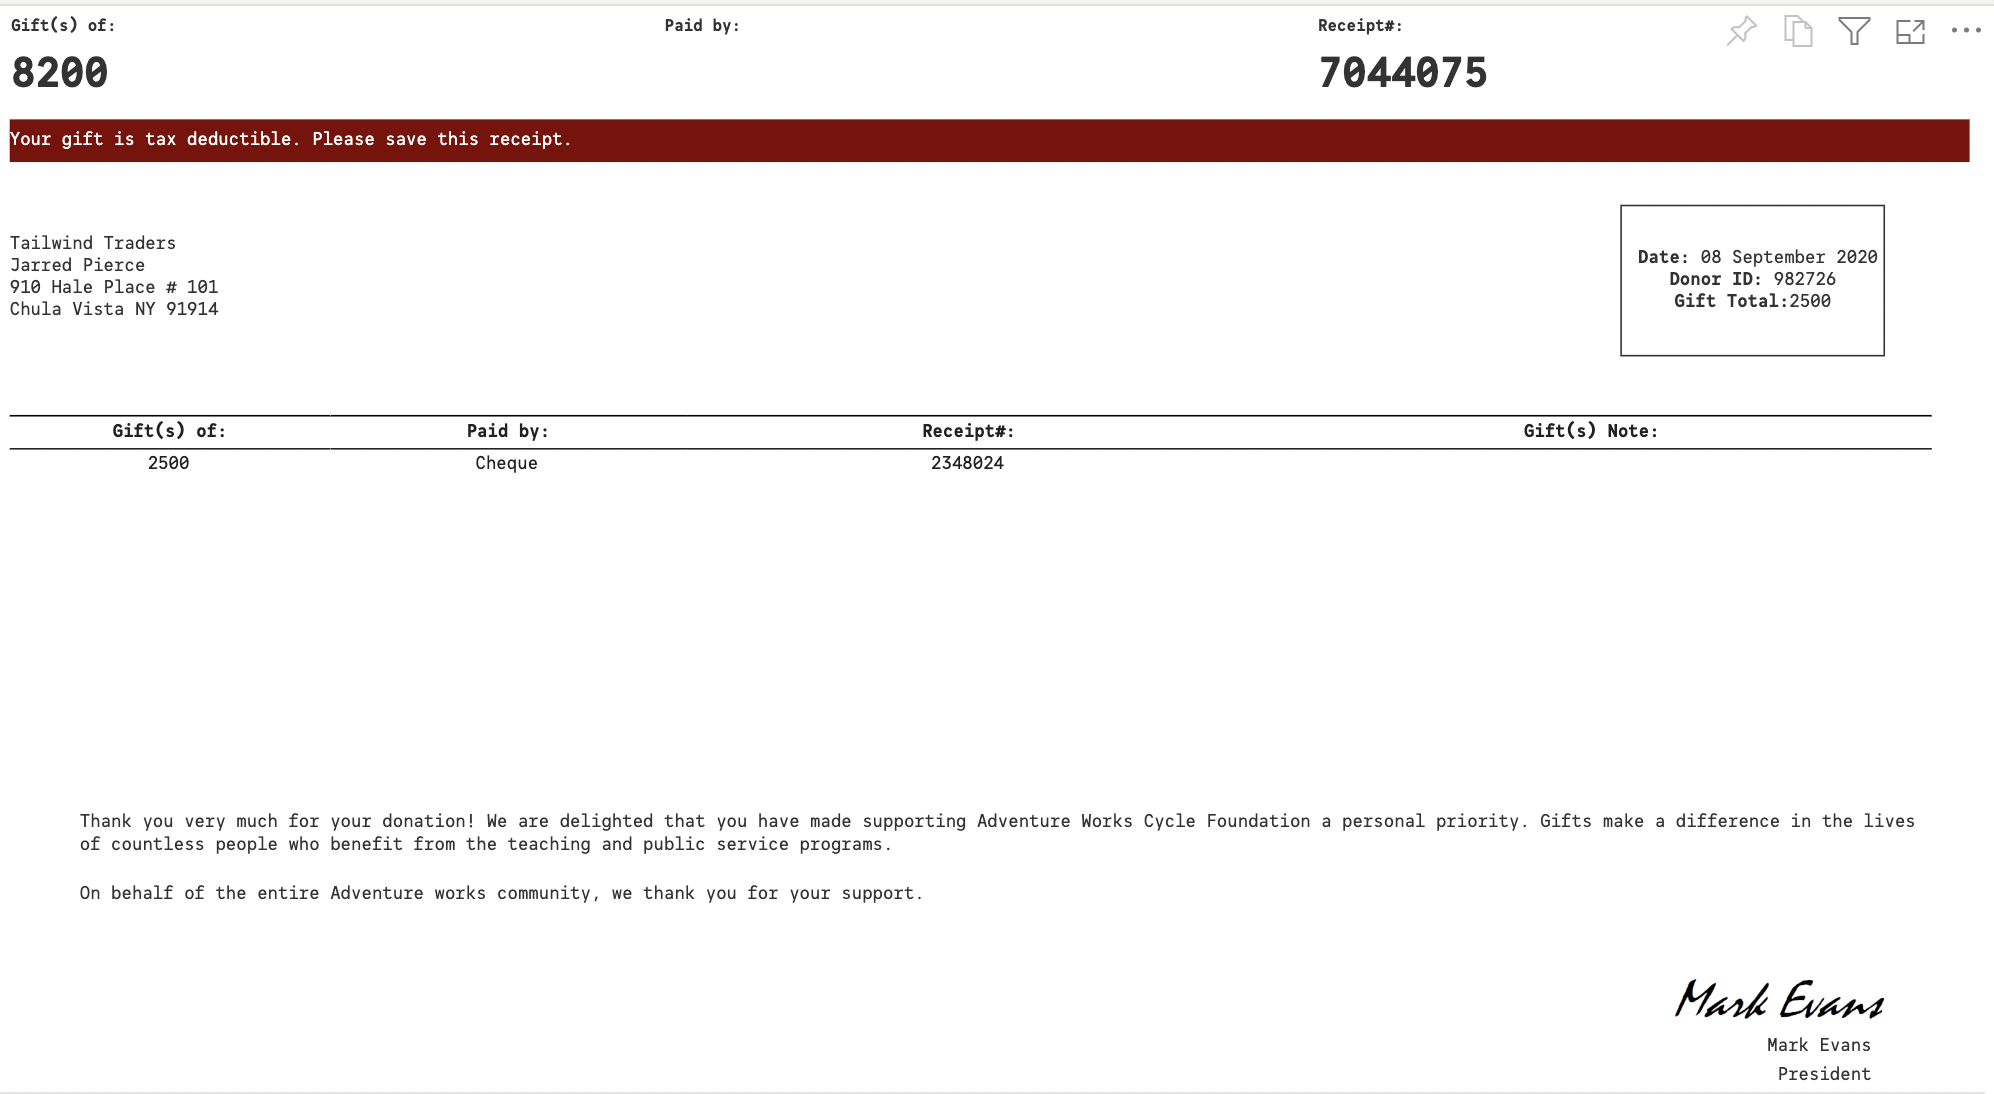 Gift(s) of: Paid by: Receipt#:
8200 7044075
Your gift is tax deductible. Please save this receipt.
Tailwind Traders
Jarred Pierce
910 Hale Place # 101
Chula Vista NY 91914
Date: 08 September 2020
Donor ID: 982726
Gift Total:2500
Gift(s) of: Paid by: Receipt#: Gift(s) Note:
2500 Cheque 2348024
Thank you very much for your donation! We are delighted that you have made supporting Adventure Works Cycle Foundation a personal priority. Gifts make a difference in the lives
of countless people who benefit from the teaching and public service programs.
On behalf of the entire Adventure works community, we thank you for your support.
Mark Evans
Mark Evans
President